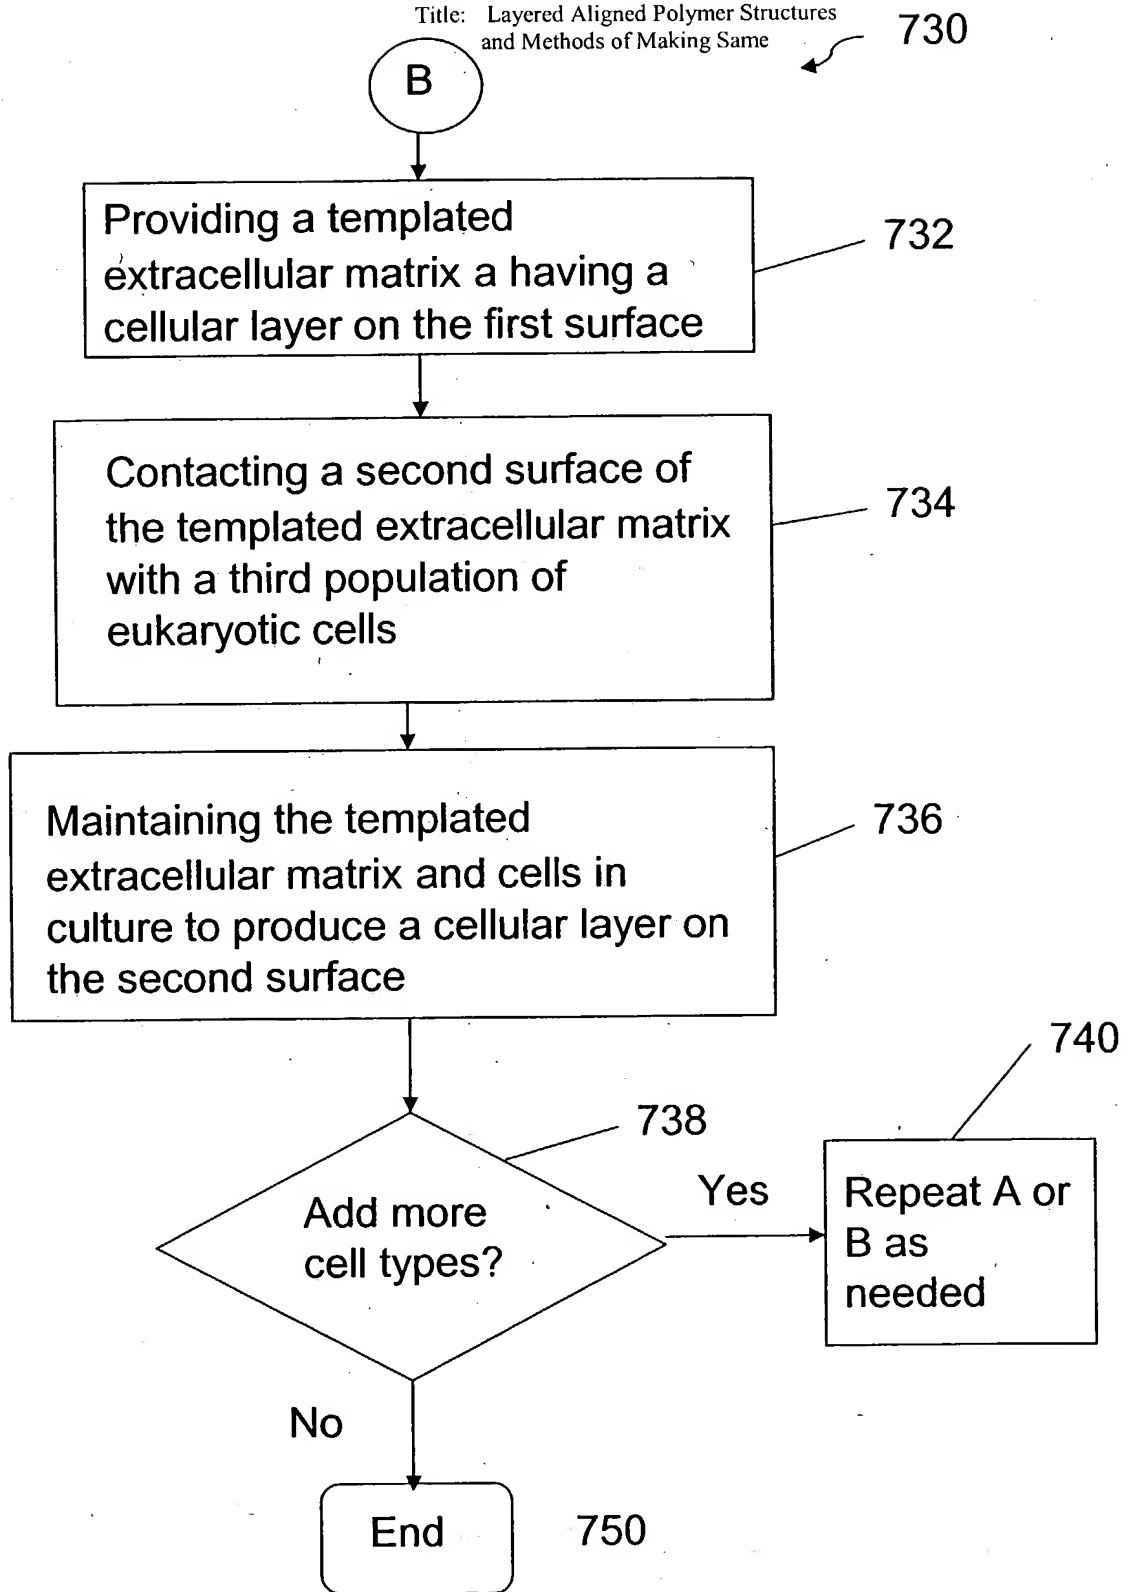 Title: Layered Aligned Polymer Structures
and Methods of Making Same
730
B
Providing a templated
extracellular matrix a having a
cellular layer on the first surface
732
Contacting a second surface of
the templated extracellular matrix
with a third population of
eukaryotic cells
734
Maintaining the templated
extracellular matrix and cells in
culture to produce a cellular layer on
the second surface
736
740
738
Add more
cell types?
Yes
Repeat A or
B as
needed
No
End
750